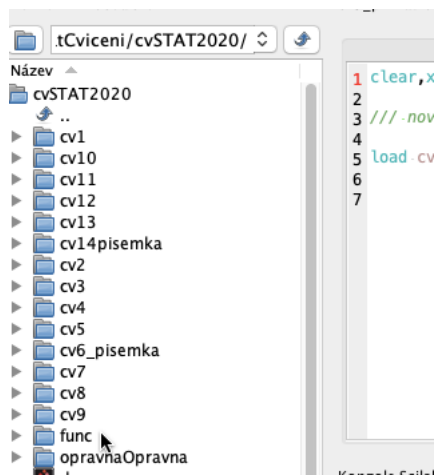 .tCviceni/cvSTAT2020/
Název
cvSTAT2020
..
cv1
cv10
cv11
cv12
cv13
cv14pisemka
cv2
cv3
cv4
cv5
cv6_pisemka
cv7
cv8
cv9
func
opravnaOpravna
1 clear,x
2
3 /// nov
4
5 load cv
6
7